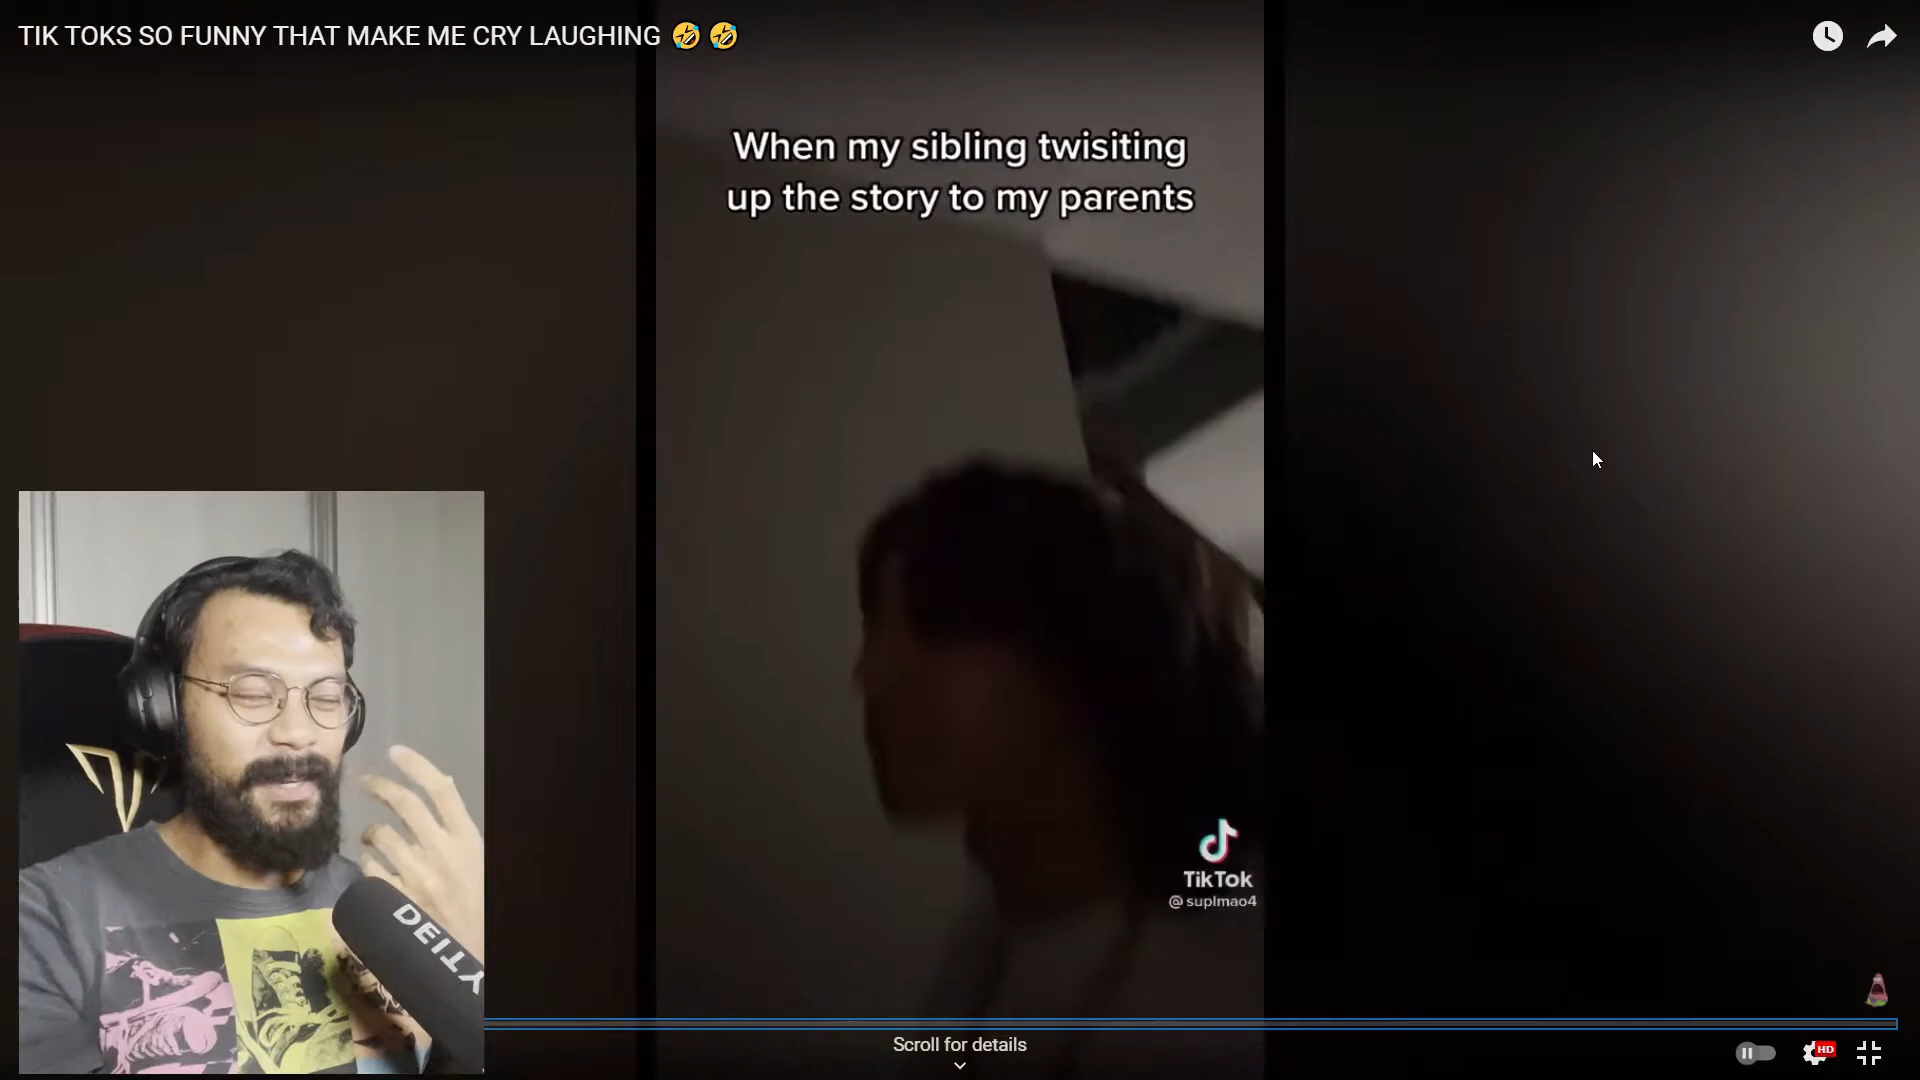 TIK TOKS SO FUNNY THAT MAKE ME CRY LAUGHING 🤣 🤣
When my sibling twisiting
up the story to my parents
DEITY
TikTok
@suplmao4
Scroll for details
HD